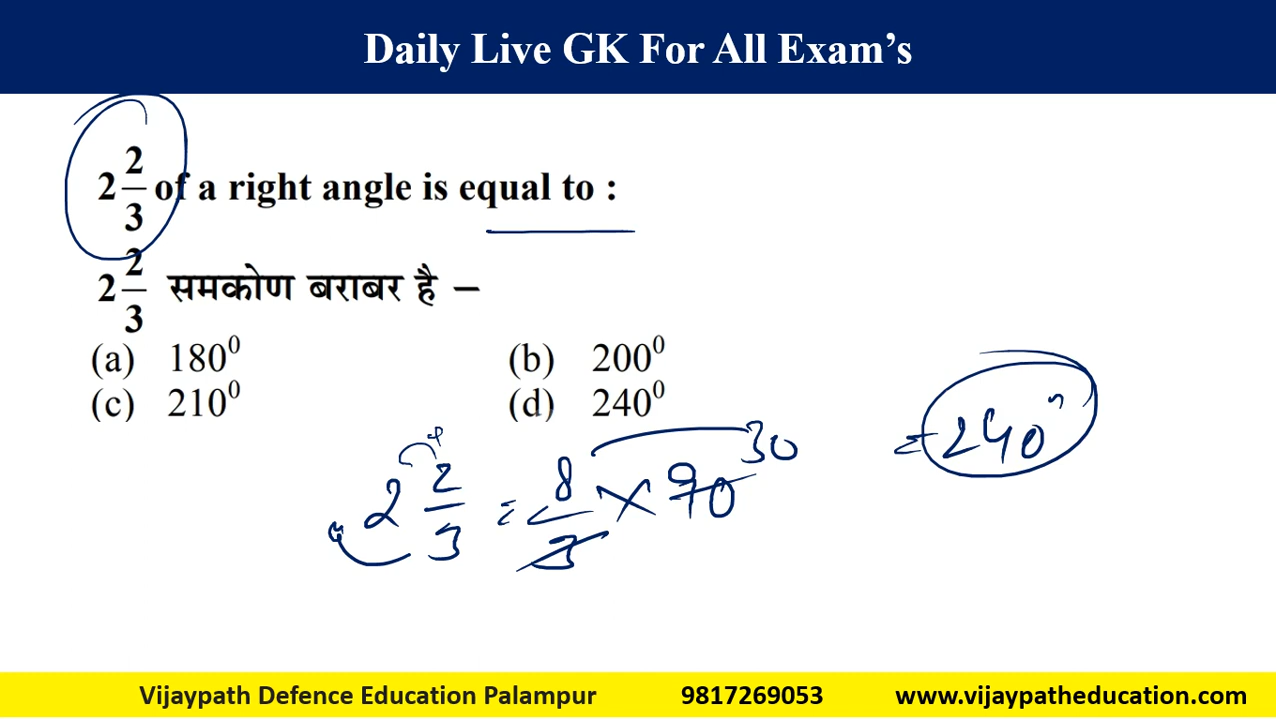 Daily Live GK For All Exam's
2 2/3 of a right angle is equal to :
2 2/3 समकोण बराबर है –
(a) 180⁰ (b) 200⁰
(c) 210⁰ (d) 240⁰
2 2/3 = 8/3 × 90 30 = 240°
Vijaypath Defence Education Palampur 9817269053 www.vijaypatheducation.com